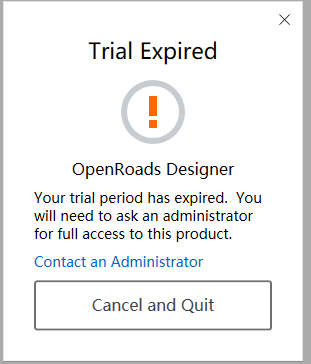 Trial Expired
OpenRoads Designer
Your trial period has expired.  You
will need to ask an administrator
for full access to this product.
Contact an Administrator
Cancel and Quit